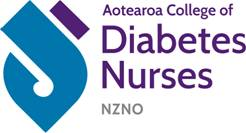 Aotearoa College of
Diabetes
Nurses
NZNO